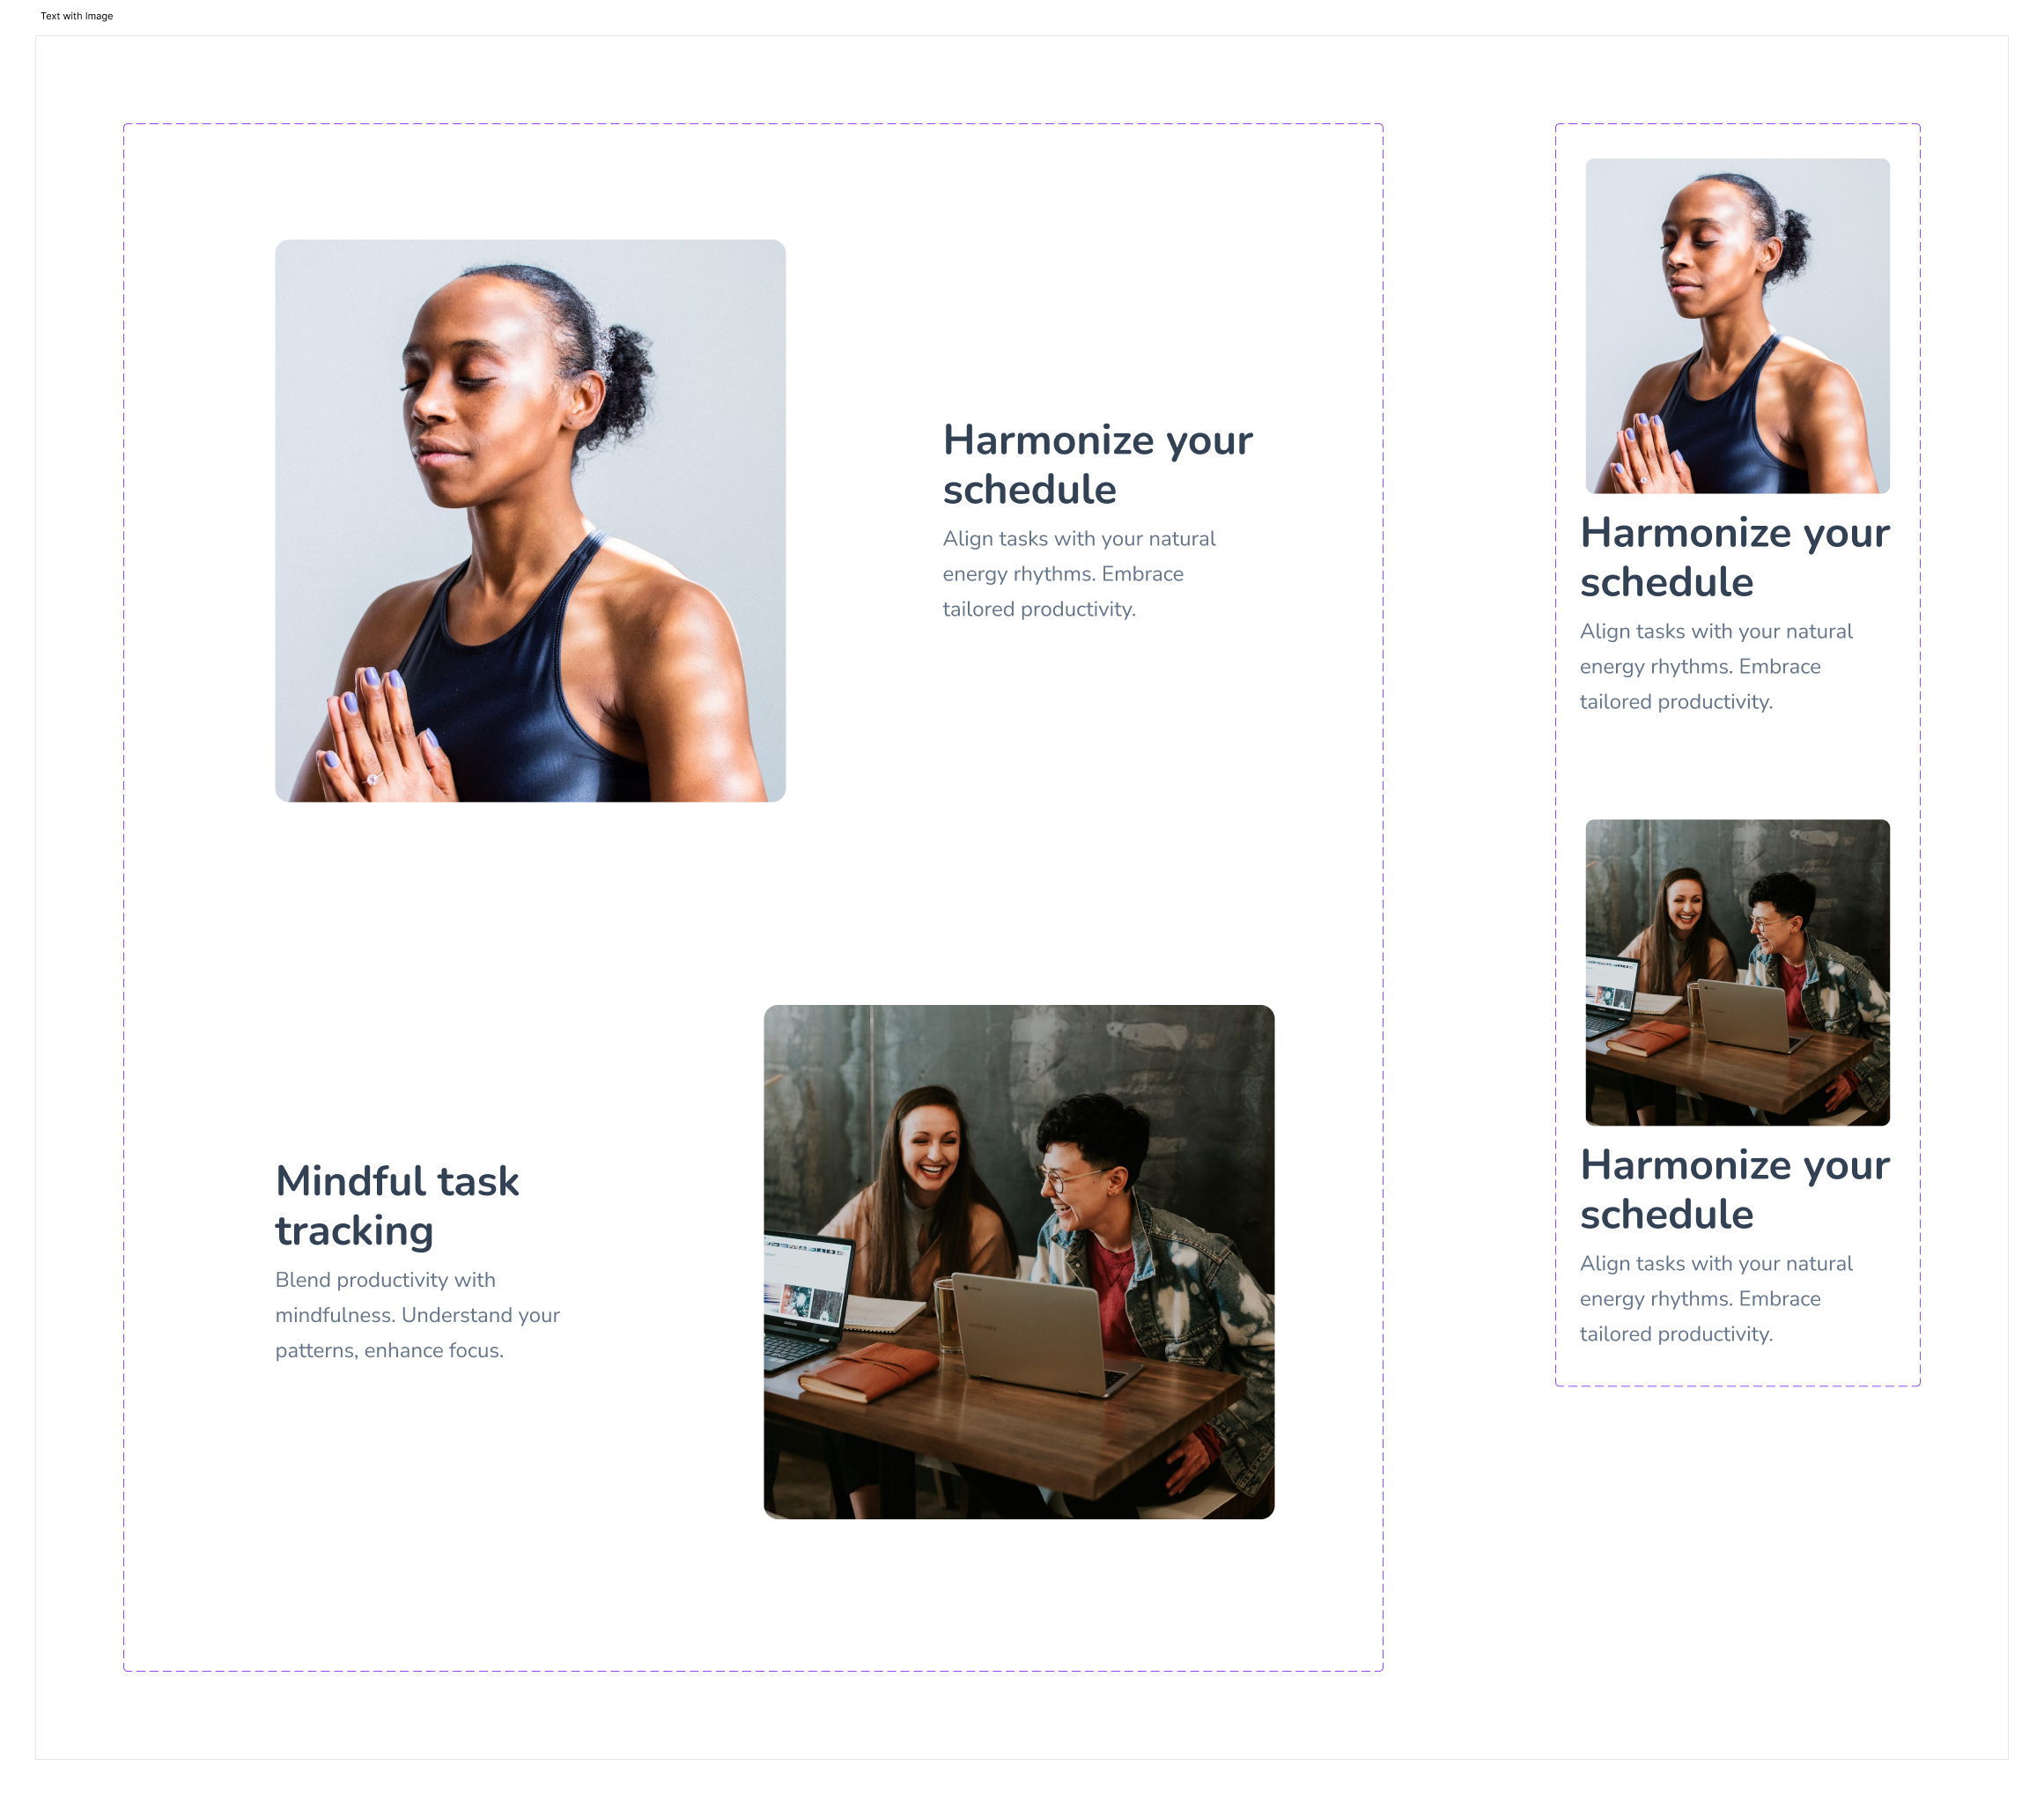 Text with Image
Harmonize your
schedule
Align tasks with your natural
energy rhythms. Embrace
tailored productivity.
Mindful task
tracking
Blend productivity with
mindfulness. Understand your
patterns, enhance focus.
Harmonize your
schedule
Align tasks with your natural
energy rhythms. Embrace
tailored productivity.
Harmonize your
schedule
Align tasks with your natural
energy rhythms. Embrace
tailored productivity.